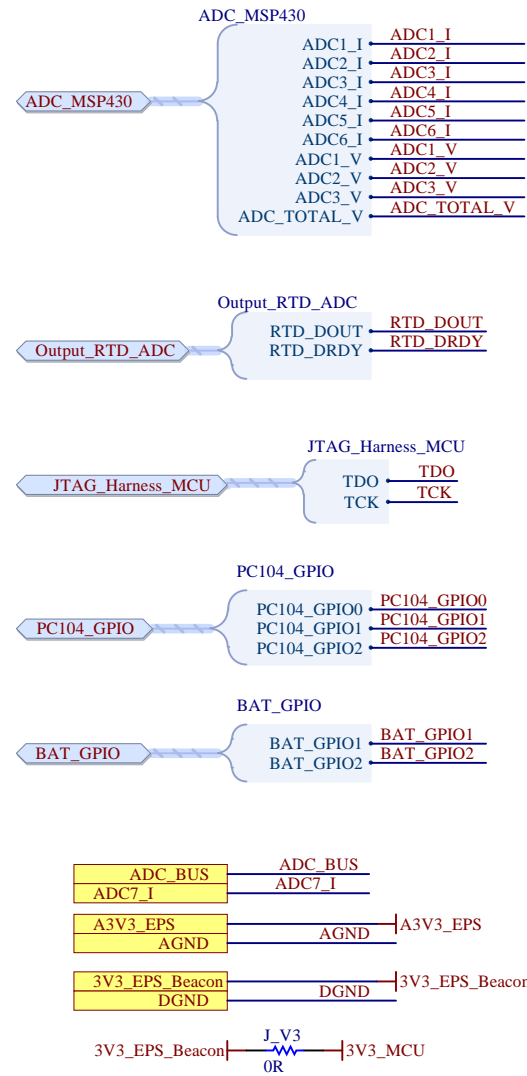 ADC_MSP430
ADC_MSP430
ADC1_I ADC1_I
ADC2_I ADC2_I
ADC3_I ADC3_I
ADC4_I ADC4_I
ADC5_I ADC5_I
ADC6_I ADC6_I
ADC1_V ADC1_V
ADC2_V ADC2_V
ADC3_V ADC3_V
ADC_TOTAL_V ADC_TOTAL_V
Output_RTD_ADC
Output_RTD_ADC
RTD_DOUT RTD_DOUT
RTD_DRDY RTD_DRDY
JTAG_Harness_MCU
JTAG_Harness_MCU
TDO TDO
TCK TCK
PC104_GPIO
PC104_GPIO
PC104_GPIO0 PC104_GPIO0
PC104_GPIO1 PC104_GPIO1
PC104_GPIO2 PC104_GPIO2
BAT_GPIO
BAT_GPIO
BAT_GPIO1 BAT_GPIO1
BAT_GPIO2 BAT_GPIO2
ADC_BUS ADC_BUS
ADC7_I ADC7_I
A3V3_EPS A3V3_EPS
AGND AGND
3V3_EPS_Beacon 3V3_EPS_Beacon
DGND DGND
J_V3
3V3_EPS_Beacon 3V3_MCU
0R